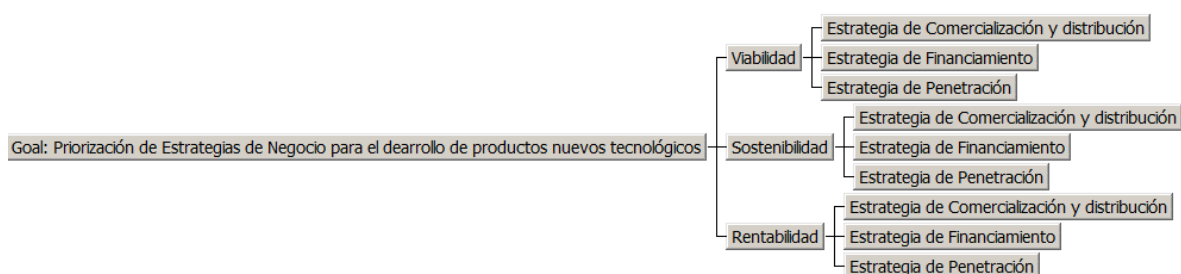 Estrategia de Comercialización y distribución
Viabilidad
Estrategia de Financiamiento
Estrategia de Penetración
Estrategia de Comercialización y distribución
Goal: Priorización de Estrategias de Negocio para el dearrollo de productos nuevos tecnológicos
Sostenibilidad
Estrategia de Financiamiento
Estrategia de Penetración
Estrategia de Comercialización y distribución
Rentabilidad
Estrategia de Financiamiento
Estrategia de Penetración